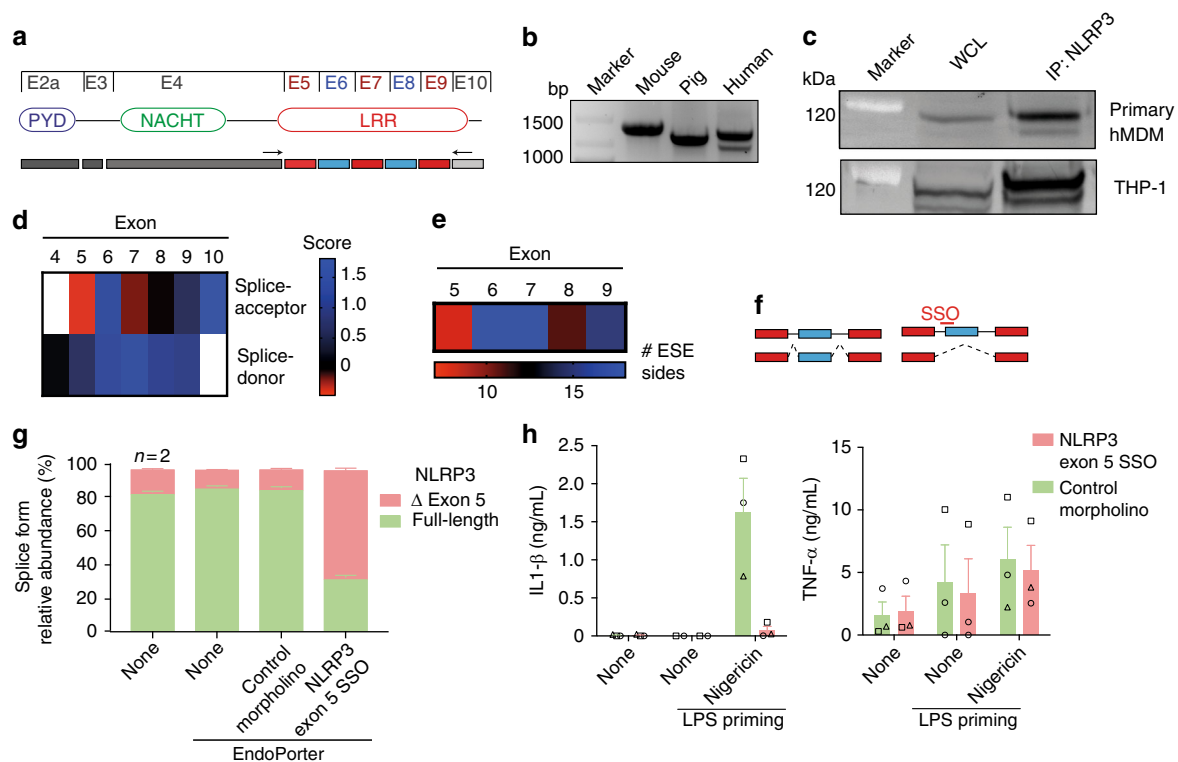 a
E2a E3 E4 E5 E6 E7 E8 E9 E10
PYD NACHT LRR
b
Marker Mouse Pig Human
bp
1500
1000
c
Marker WCL IP: NLRP3
kDa
120
Primary
hMDM
120
THP-1
d
Exon
4 5 6 7 8 9 10
Splice-
acceptor
Splice-
donor
Score
1.5
1.0
0.5
0
e
Exon
5 6 7 8 9
# ESE
sides
10 15
f
SSO
g
Splice form
relative abundance (%)
100
80
60
40
20
0
n=2
NLRP3
Δ Exon 5
Full-length
None
None
Control
morpholino
NLRP3
exon 5 SSO
EndoPorter
h
IL1-β (ng/mL)
2.5
2.0
1.5
1.0
0.5
0
None
None
Nigericin
LPS priming
TNF-α (ng/mL)
15
10
5
0
None
None
Nigericin
LPS priming
NLRP3
exon 5 SSO
Control
morpholino